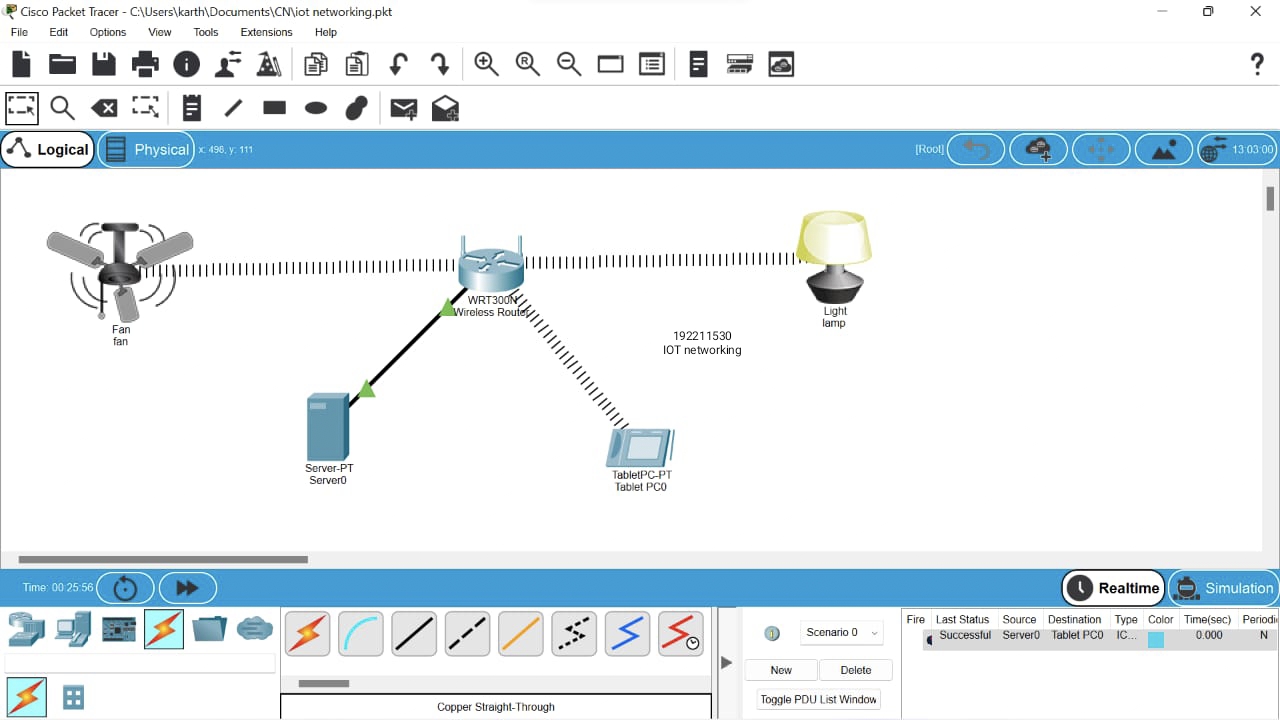 Cisco Packet Tracer - C:\Users\karth\Documents\CN\iot networking.pkt
File Edit Options View Tools Extensions Help
Logical Physical x: 498, y: 111 [Root] 13:03:00
Fan
fan
WRT300N
Wireless Router
Light
lamp
192211530
IOT networking
Server-PT
Server0
TabletPC-PT
Tablet PC0
Time: 00:25:56 Realtime Simulation
Scenario 0
New Delete
Toggle PDU List Window
Fire Last Status Source Destination Type Color Time(sec) Periodi
Successful Server0 Tablet PC0 IC... 0.000 N
Copper Straight-Through